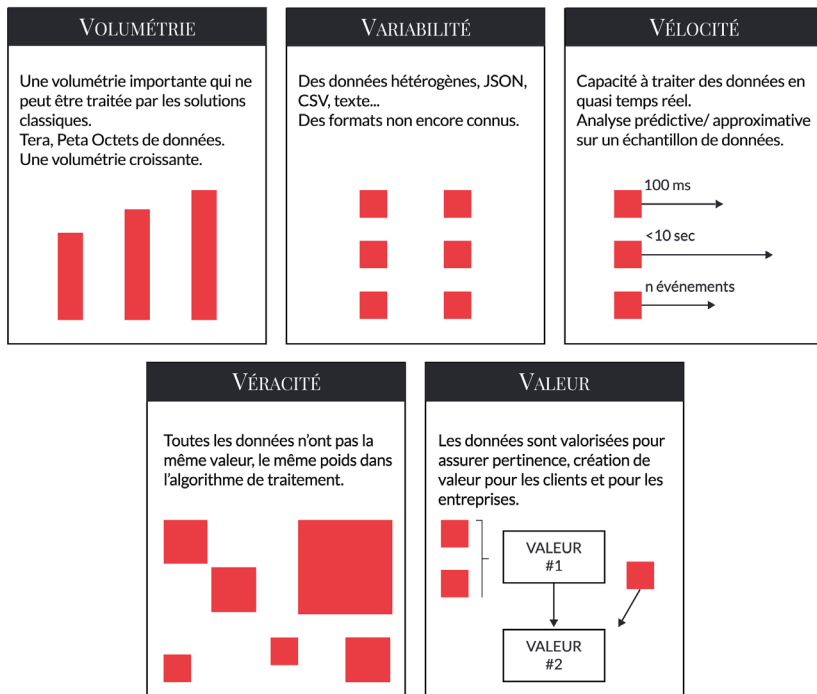 VOLUMÉTRIE
Une volumétrie importante qui ne
peut être traitée par les solutions
classiques.
Tera, Peta Octets de données.
Une volumétrie croissante.
VARIABILITÉ
Des données hétérogènes, JSON,
CSV, texte...
Des formats non encore connus.
VÉLOCITÉ
Capacité à traiter des données en
quasi temps réel.
Analyse prédictive/ approximative
sur un échantillon de données.
100 ms
<10 sec
n événements
VÉRACITÉ
Toutes les données n'ont pas la
même valeur, le même poids dans
l'algorithme de traitement.
VALEUR
Les données sont valorisées pour
assurer pertinence, création de
valeur pour les clients et pour les
entreprises.
VALEUR
#1
VALEUR
#2